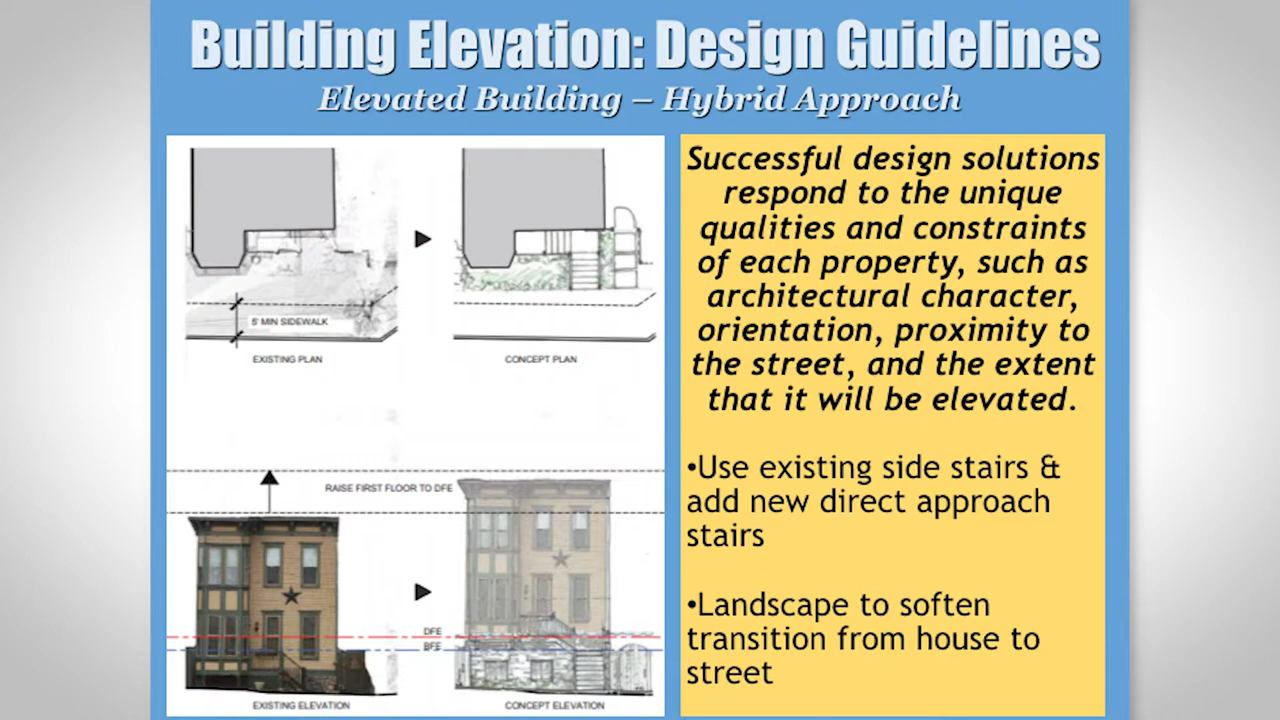 Building Elevation: Design Guidelines
Elevated Building – Hybrid Approach
5' MIN SIDEWALK
EXISTING PLAN
CONCEPT PLAN
RAISE FIRST FLOOR TO DFE
DFE
BFE
EXISTING ELEVATION
CONCEPT ELEVATION
Successful design solutions
respond to the unique
qualities and constraints
of each property, such as
architectural character,
orientation, proximity to
the street, and the extent
that it will be elevated.
•Use existing side stairs &
add new direct approach
stairs
•Landscape to soften
transition from house to
street